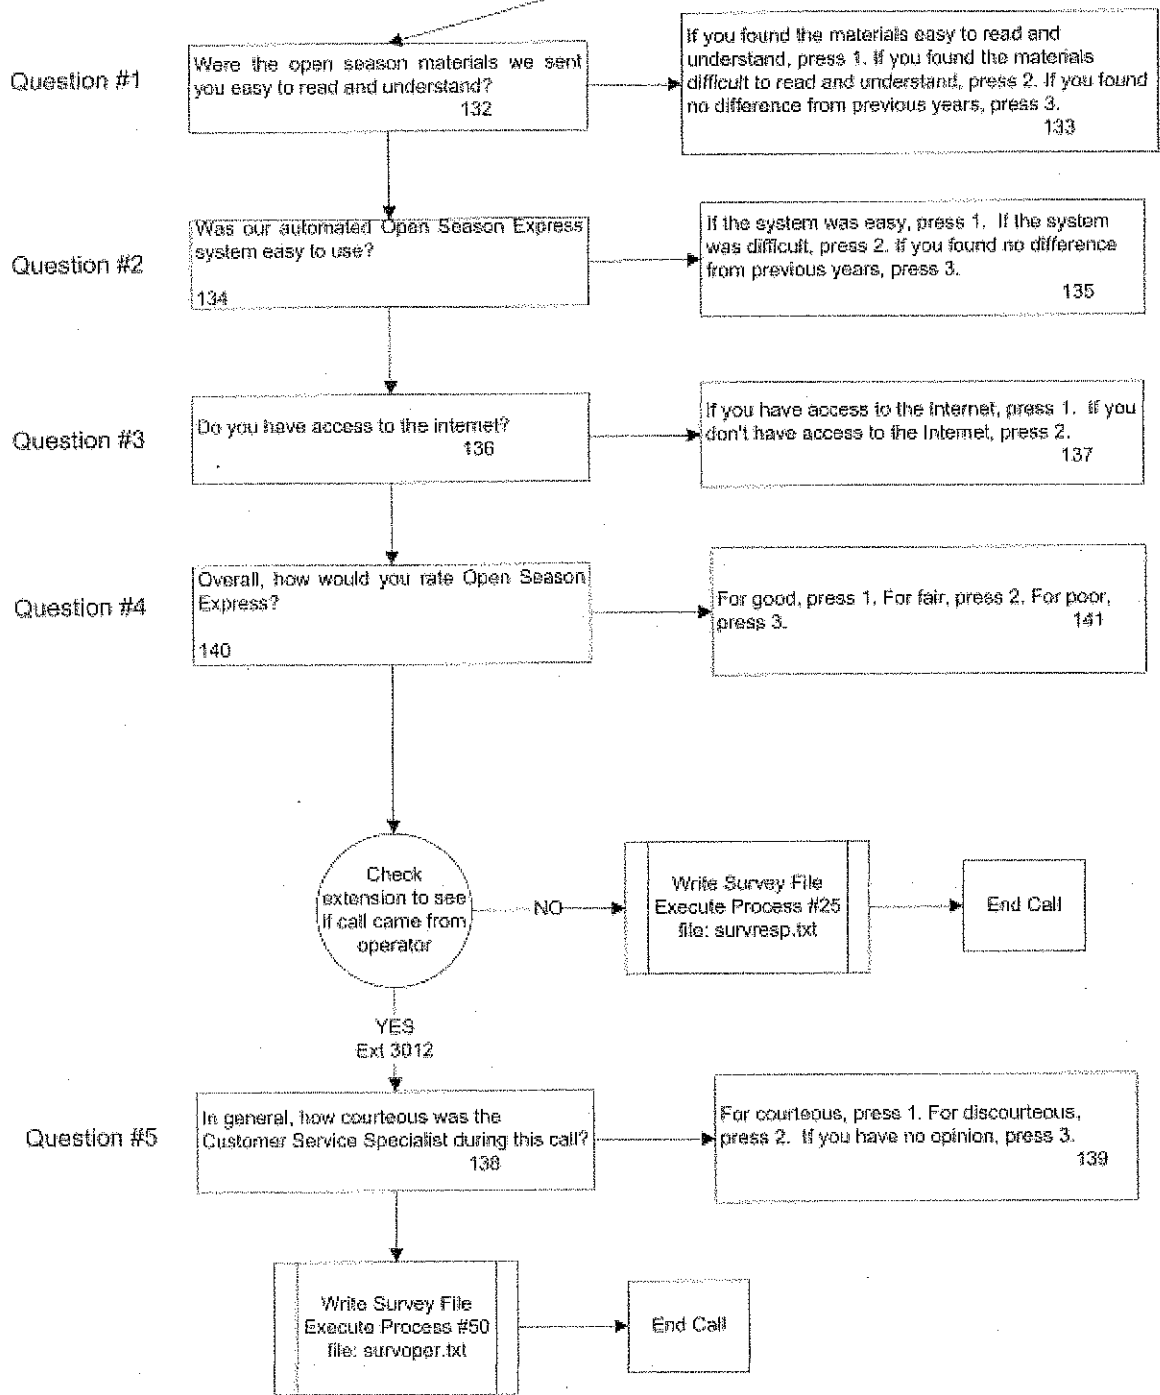 Question #1
Were the open season materials we sent
you easy to read and understand?
132
If you found the materials easy to read and
understand, press 1. If you found the materials
difficult to read and understand, press 2. If you found
no difference from previous years, press 3.
133
Question #2
Was our automated Open Season Express
system easy to use?
134
If the system was easy, press 1. If the system
was difficult, press 2. If you found no difference
from previous years, press 3.
135
Question #3
Do you have access to the internet?
136
If you have access to the Internet, press 1. If you
don't have access to the Internet, press 2.
137
Question #4
Overall, how would you rate Open Season
Express?
140
For good, press 1. For fair, press 2. For poor,
press 3.
141
Check
extension to see
if call came from
operator
NO
Write Survey File
Execute Process #25
file: survresp.txt
End Call
YES
Ext 3012
Question #5
In general, how courteous was the
Customer Service Specialist during this call?
138
For courteous, press 1. For discourteous,
press 2. If you have no opinion, press 3.
139
Write Survey File
Execute Process #50
file: survoper.txt
End Call